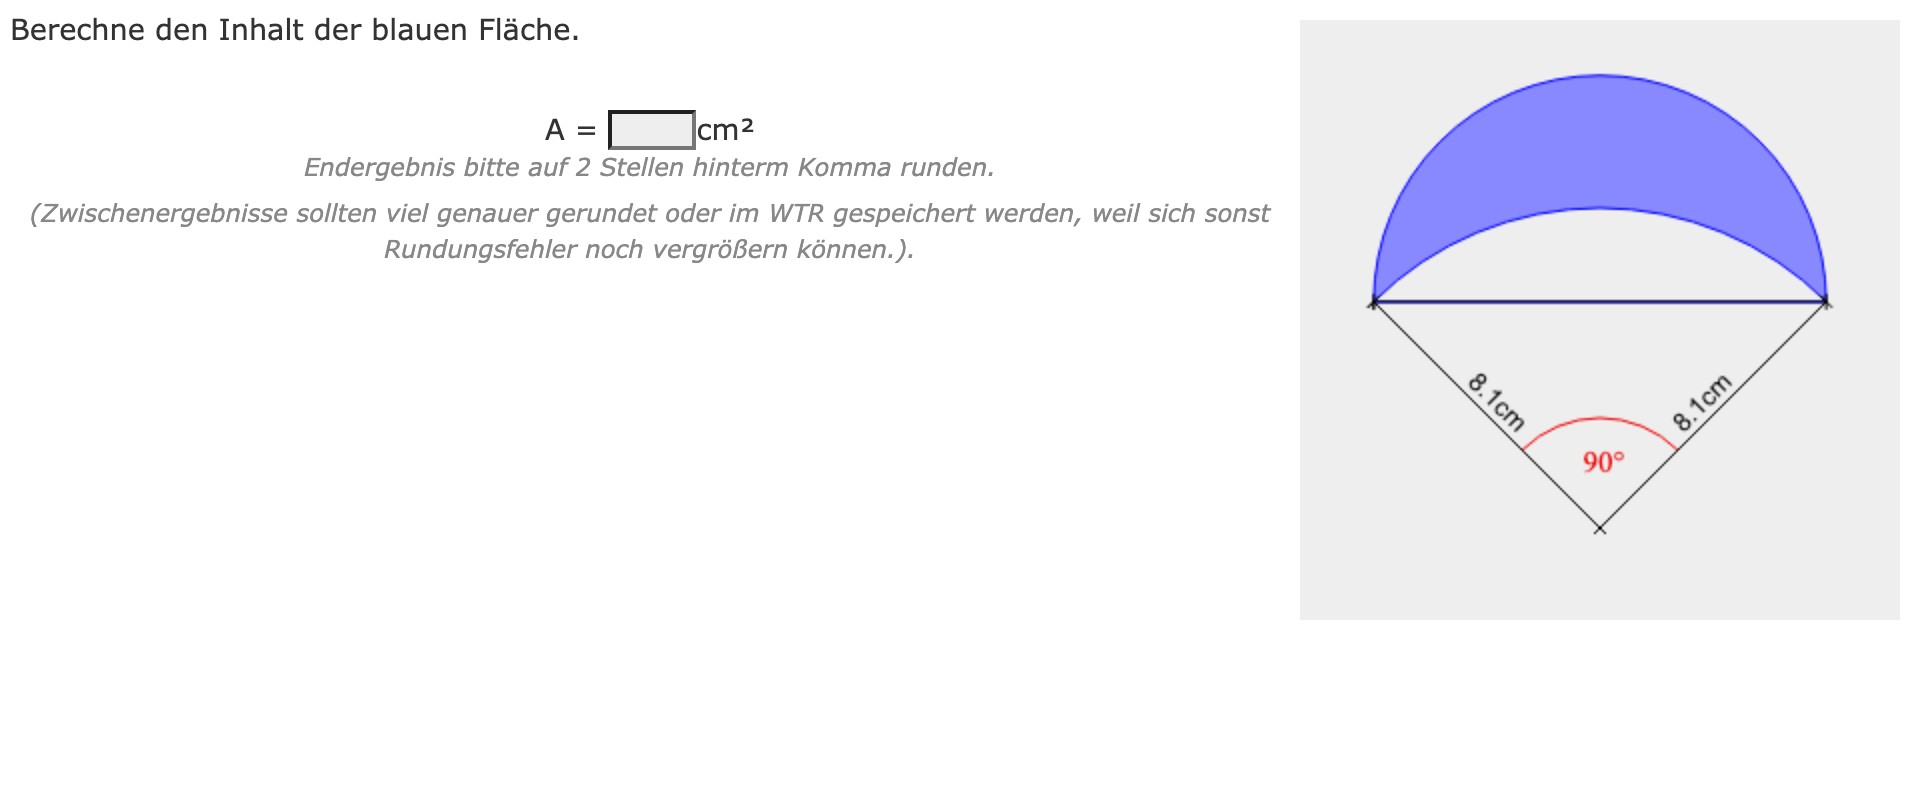 Berechne den Inhalt der blauen Fläche.
A = cm²
Endergebnis bitte auf 2 Stellen hinterm Komma runden.
(Zwischenergebnisse sollten viel genauer gerundet oder im WTR gespeichert werden, weil sich sonst
Rundungsfehler noch vergrößern können.).
8.1cm
8.1cm
90°